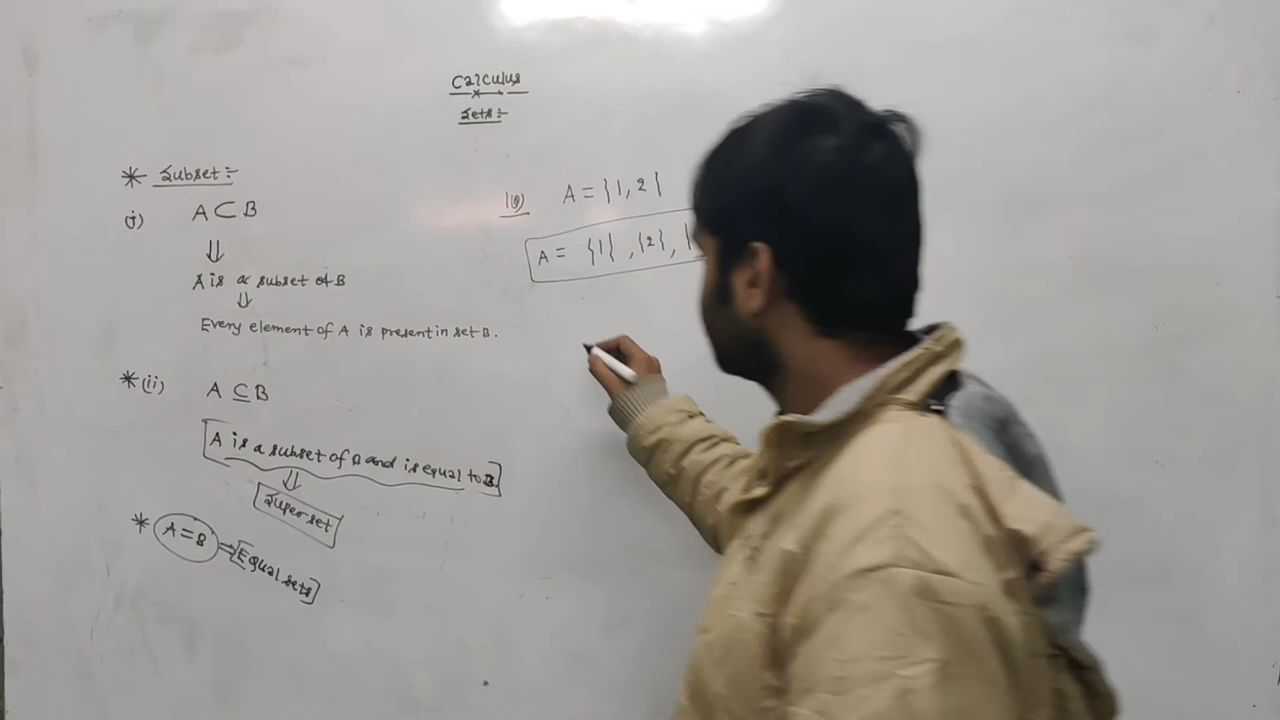 Calculus
Sets:-
* Subset :-
(i) A ⊂ B
⇓
A is a subset of B
⇓
Every element of A is present in set B.
* (ii) A ⊆ B
[A is a subset of B and is equal to B.]
⇓
Super set
* A = B ⇒ [Equal sets]
A = {1, 2}
A = {1}, {2}, {